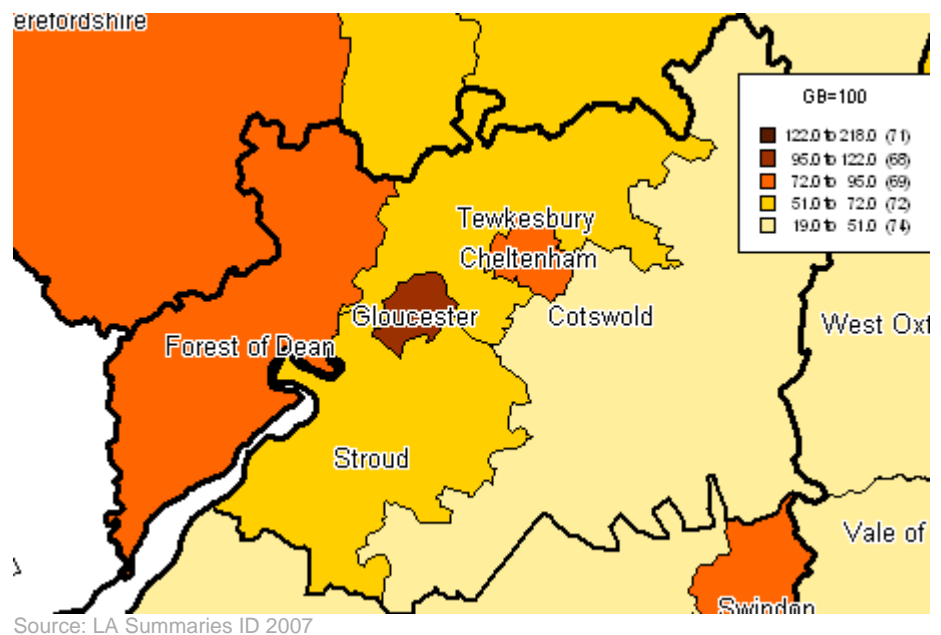 erefordshire
GB=100
122.0 to 218.0 (71)
95.0 to 122.0 (68)
72.0 to 95.0 (69)
51.0 to 72.0 (72)
19.0 to 51.0 (74)
Tewkesbury
Cheltenham
Gloucester
Cotswold
West Oxf
Forest of Dean
Stroud
Vale of
Swindon
Source: LA Summaries ID 2007